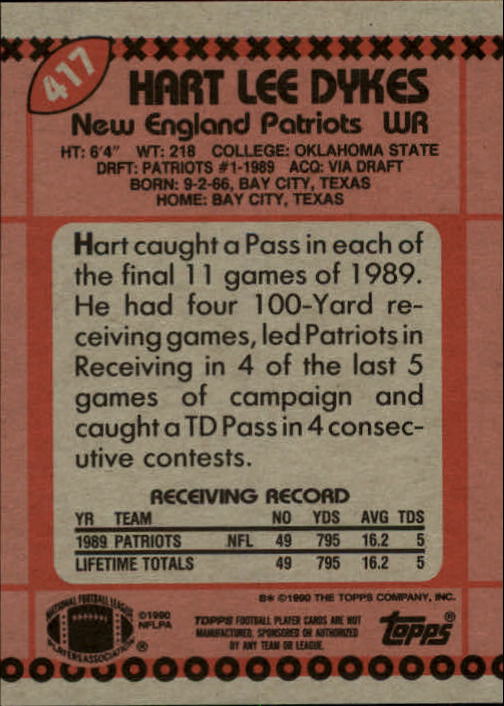 417
HART LEE DYKES
New England Patriots WR
HT: 6'4" WT: 218 COLLEGE: OKLAHOMA STATE
DRFT: PATRIOTS #1-1989 ACQ: VIA DRAFT
BORN: 9-2-66, BAY CITY, TEXAS
HOME: BAY CITY, TEXAS
Hart caught a Pass in each of
the final 11 games of 1989.
He had four 100-Yard re-
ceiving games, led Patriots in
Receiving in 4 of the last 5
games of campaign and
caught a TD Pass in 4 consec-
utive contests.
RECEIVING RECORD
YR TEAM NO YDS AVG TDS
1989 PATRIOTS NFL 49 795 16.2 5
LIFETIME TOTALS 49 795 16.2 5
B* ©1990 THE TOPPS COMPANY, INC.
NATIONAL FOOTBALL LEAGUE
PLAYERS ASSOCIATION ®
©1990
NFLPA
TOPPS FOOTBALL PLAYER CARDS ARE NOT
MANUFACTURED, SPONSORED OR AUTHORIZED
BY ANY TEAM OR LEAGUE.
topps®